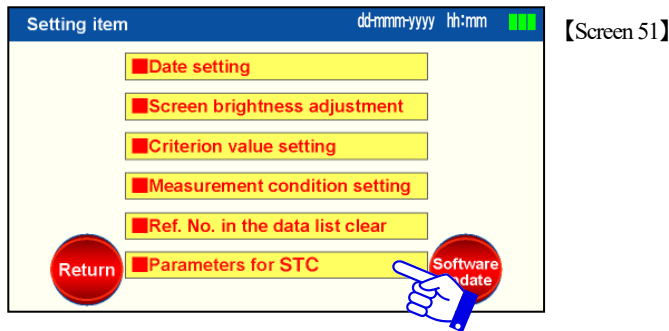 Setting item dd-mmm-yyyy hh:mm
【Screen 51】
■Date setting
■Screen brightness adjustment
■Criterion value setting
■Measurement condition setting
■Ref. No. in the data list clear
■Parameters for STC
Return
Software
date